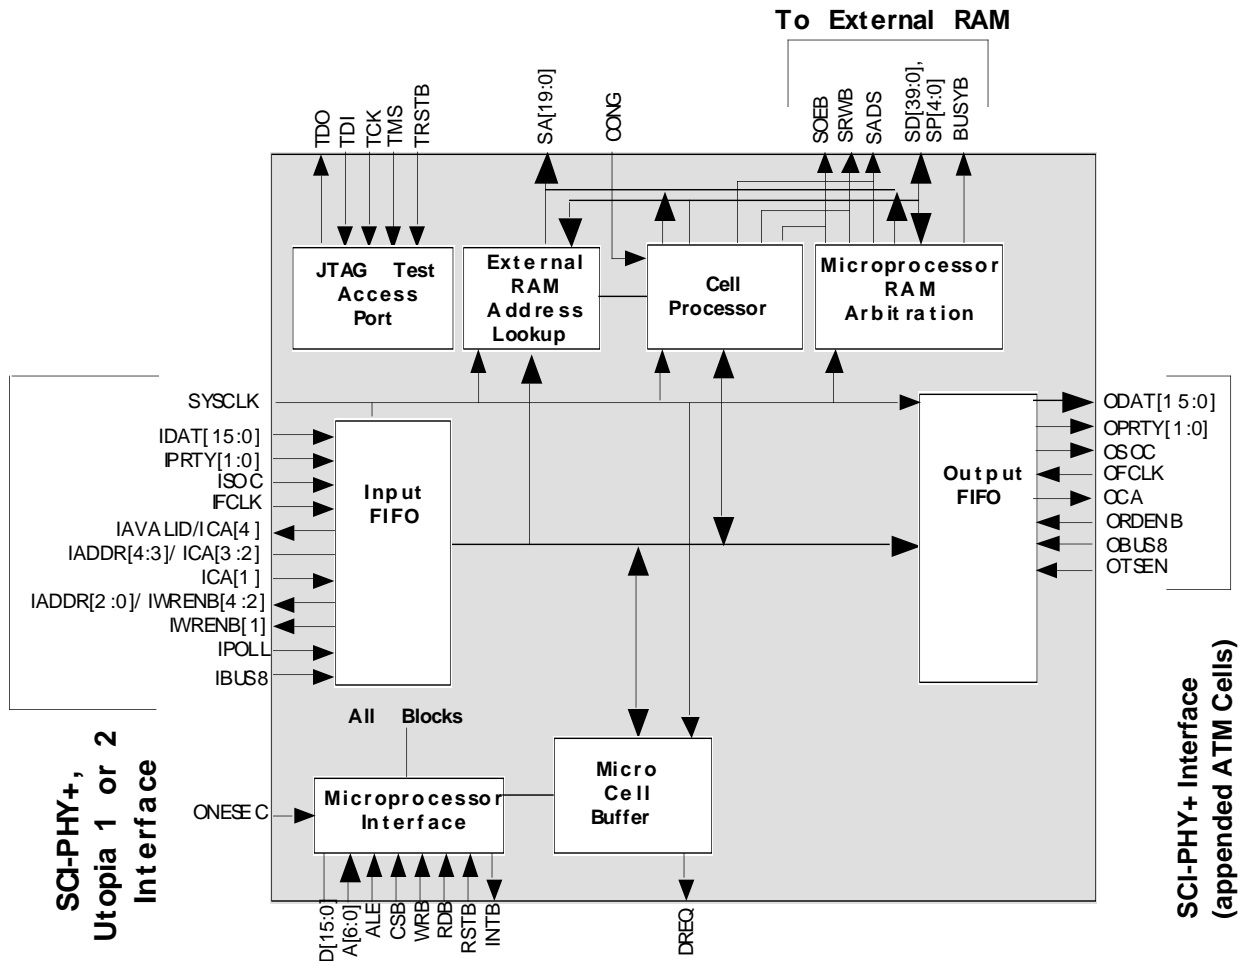 To External RAM
TDO
TDI
TCK
TMS
TRSTB
SA[19:0]
CONG
SOEB
SRWB
SADS
SD[39:0],
SP[4:0]
BUSYB
JTAG Test
Access
Port
External
RAM
Address
Lookup
Cell
Processor
Microprocessor
RAM
Arbitration
SYSCLK
IDAT[15:0]
IPRTY[1:0]
ISOC
IFCLK
IAVALID/ICA[4]
IADDR[4:3]/ ICA[3:2]
ICA[1]
IADDR[2:0]/ IWRENB[4:2]
IWRENB[1]
IPOLL
IBUS8
Input
FIFO
Output
FIFO
ODAT[15:0]
OPRTY[1:0]
OSOC
OFCLK
OCA
ORDENB
OBUS8
OTSEN
SCI-PHY+,
Utopia 1 or 2
Interface
SCI-PHY+ Interface
(appended ATM Cells)
All Blocks
ONESEC
Microprocessor
Interface
Micro
Cell
Buffer
D[15:0]
A[6:0]
ALE
CSB
WRB
RDB
RSTB
INTB
DREQ